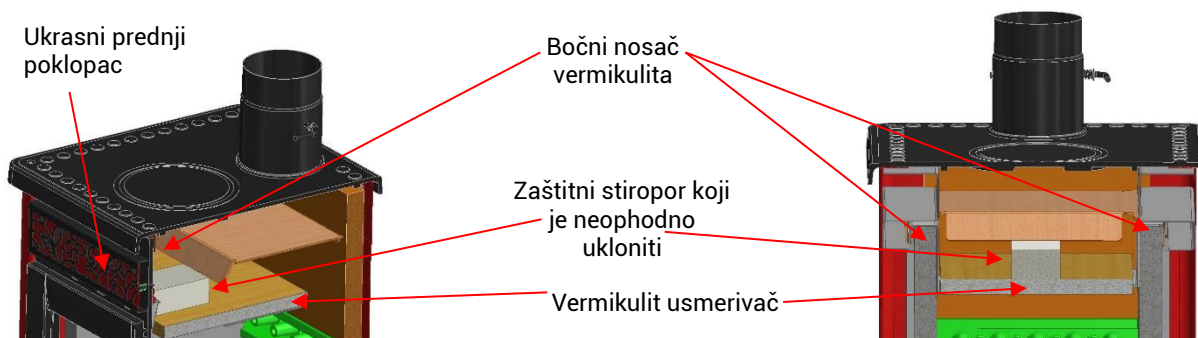 Ukrasni prednji
poklopac
Bočni nosač
vermikulita
Zaštitni stiropor koji
je neophodno
ukloniti
Vermikulit usmerivač